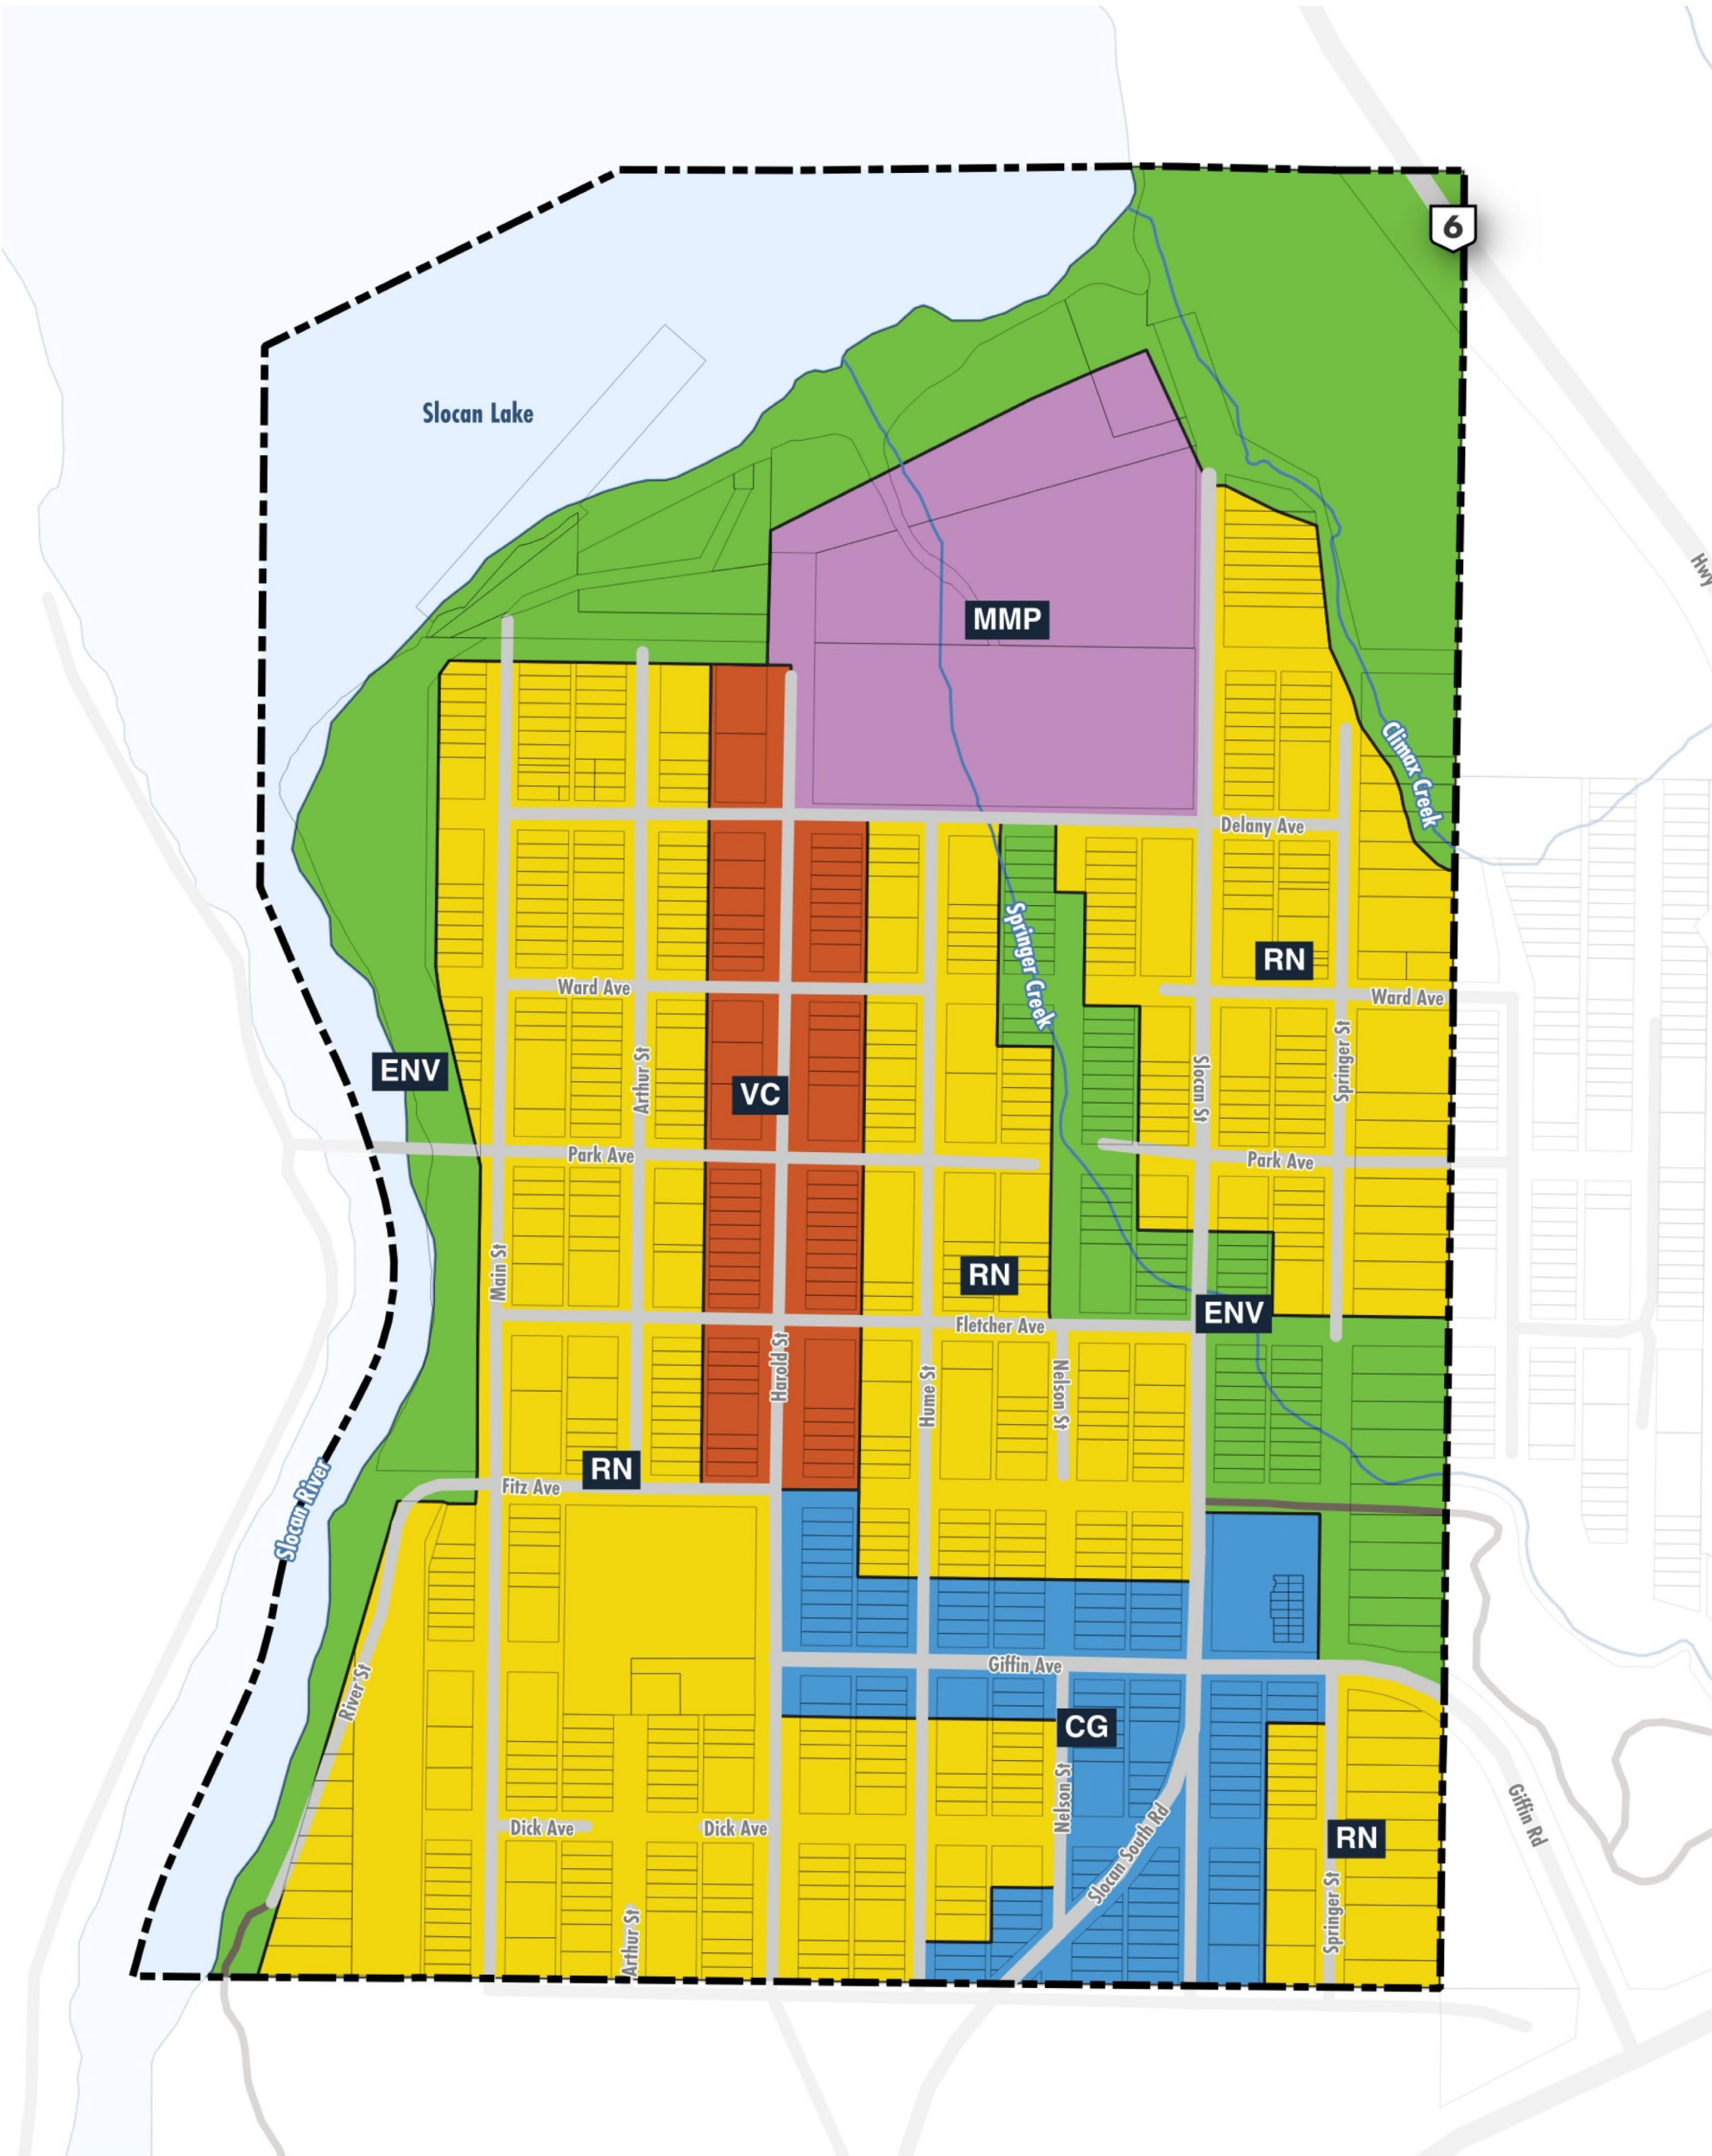 6
Slocan Lake
Hwy
MMP
Climax Creek
Delany Ave
Springer Creek
RN
Ward Ave
Ward Ave
ENV
Arthur St
VC
Slocan St
Springer St
Park Ave
Park Ave
Main St
RN
ENV
Fletcher Ave
Harold St
Hume St
Nelson St
RN
Fitz Ave
Slocan River
River St
Giffin Ave
CG
Nelson St
Slocan South Rd
Giffin Rd
Dick Ave
Dick Ave
RN
Arthur St
Springer St